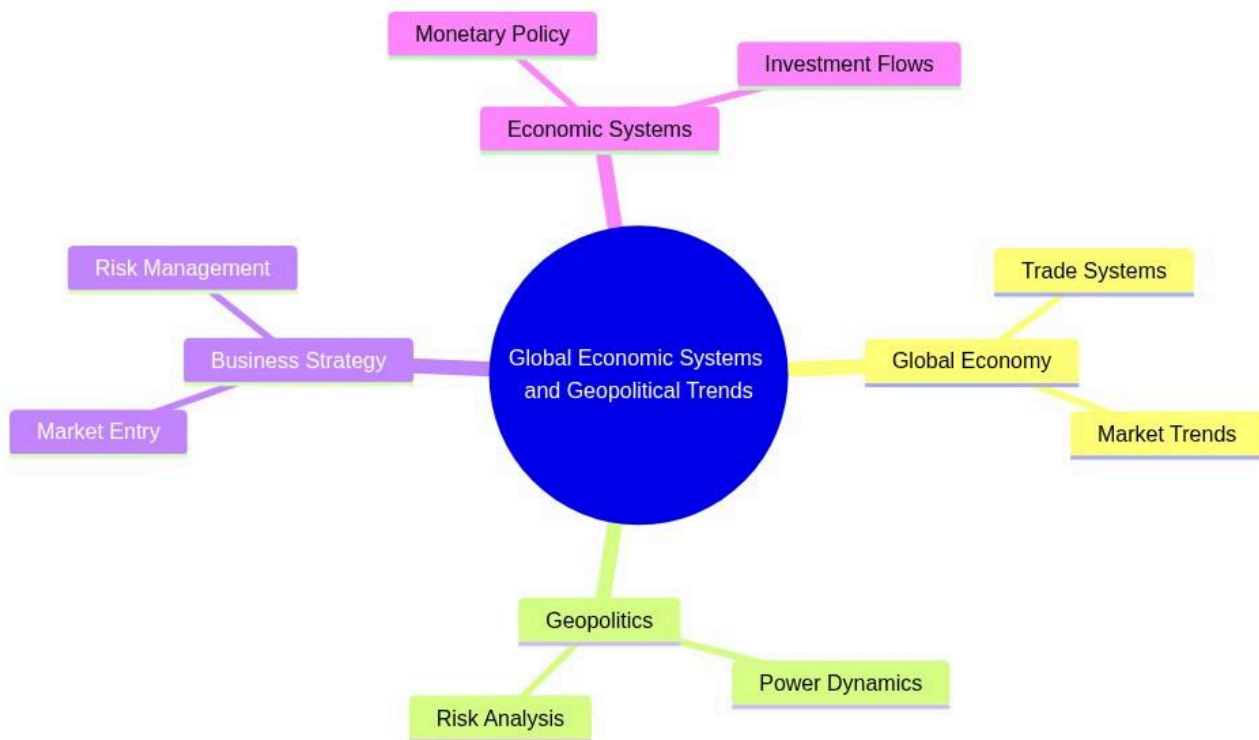 Monetary Policy
Investment Flows
Economic Systems
Risk Management
Trade Systems
Business Strategy
Global Economic Systems
and Geopolitical Trends
Global Economy
Market Entry
Market Trends
Geopolitics
Power Dynamics
Risk Analysis